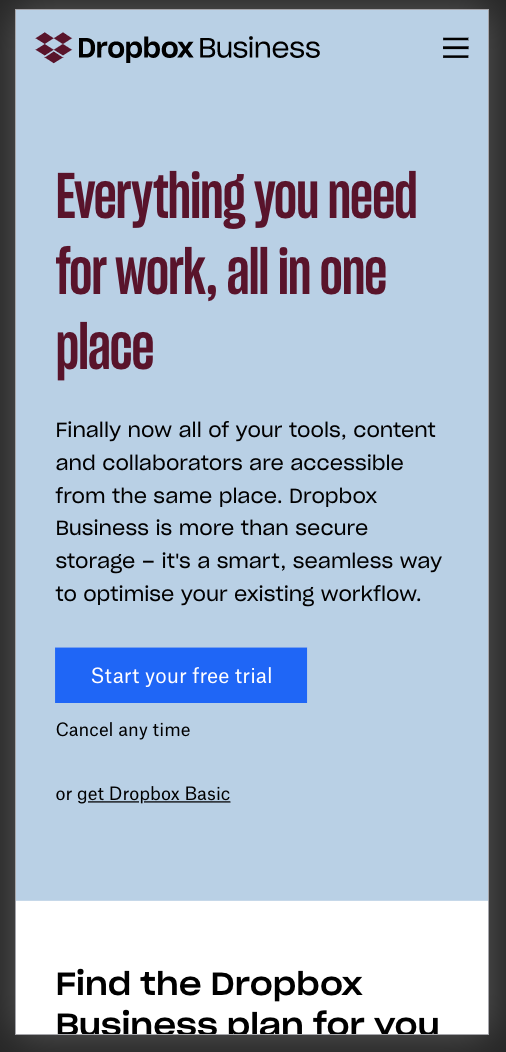 Dropbox Business
Everything you need
for work, all in one
place
Finally now all of your tools, content
and collaborators are accessible
from the same place. Dropbox
Business is more than secure
storage – it's a smart, seamless way
to optimise your existing workflow.
Start your free trial
Cancel any time
or get Dropbox Basic
Find the Dropbox
Business plan for you